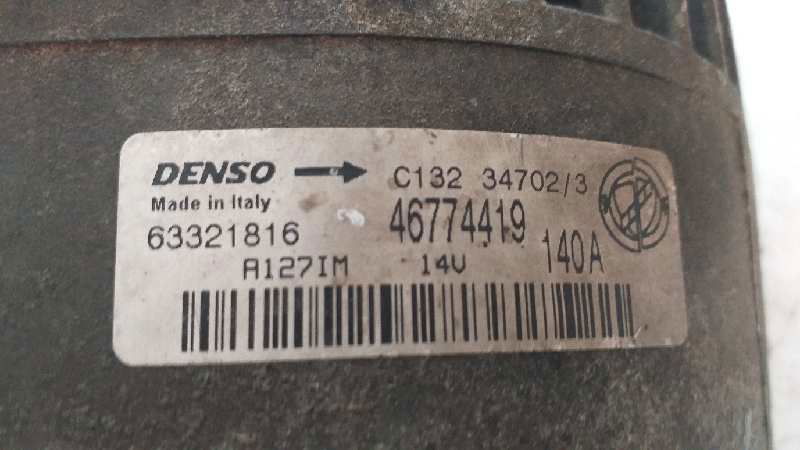 DENSO → C132 34702/3
Made in Italy
63321816 46774419
A127IM 14V 140A